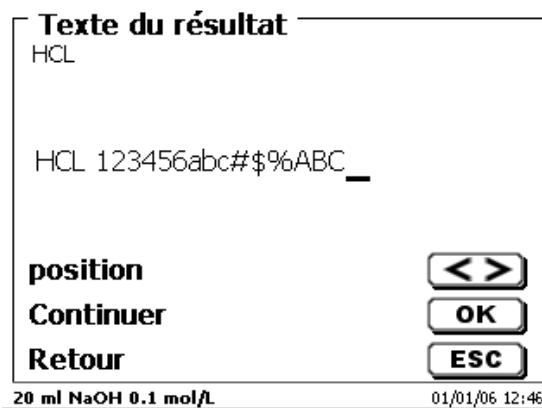 Texte du résultat
HCL
HCL 123456abc#$%ABC_
position < >
Continuer OK
Retour ESC
20 ml NaOH 0.1 mol/L 01/01/06 12:46